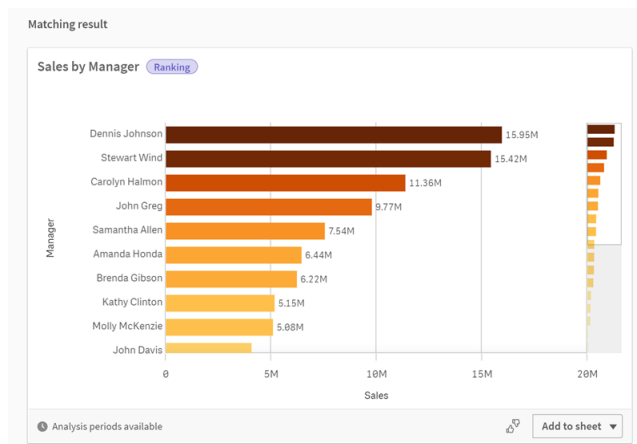 Matching result
Sales by Manager Ranking
Manager
Dennis Johnson 15.95M
Stewart Wind 15.42M
Carolyn Halmon 11.36M
John Greg 9.77M
Samantha Allen 7.54M
Amanda Honda 6.44M
Brenda Gibson 6.22M
Kathy Clinton 5.15M
Molly McKenzie 5.08M
John Davis
0 5M 10M 15M 20M
Sales
Analysis periods available Add to sheet